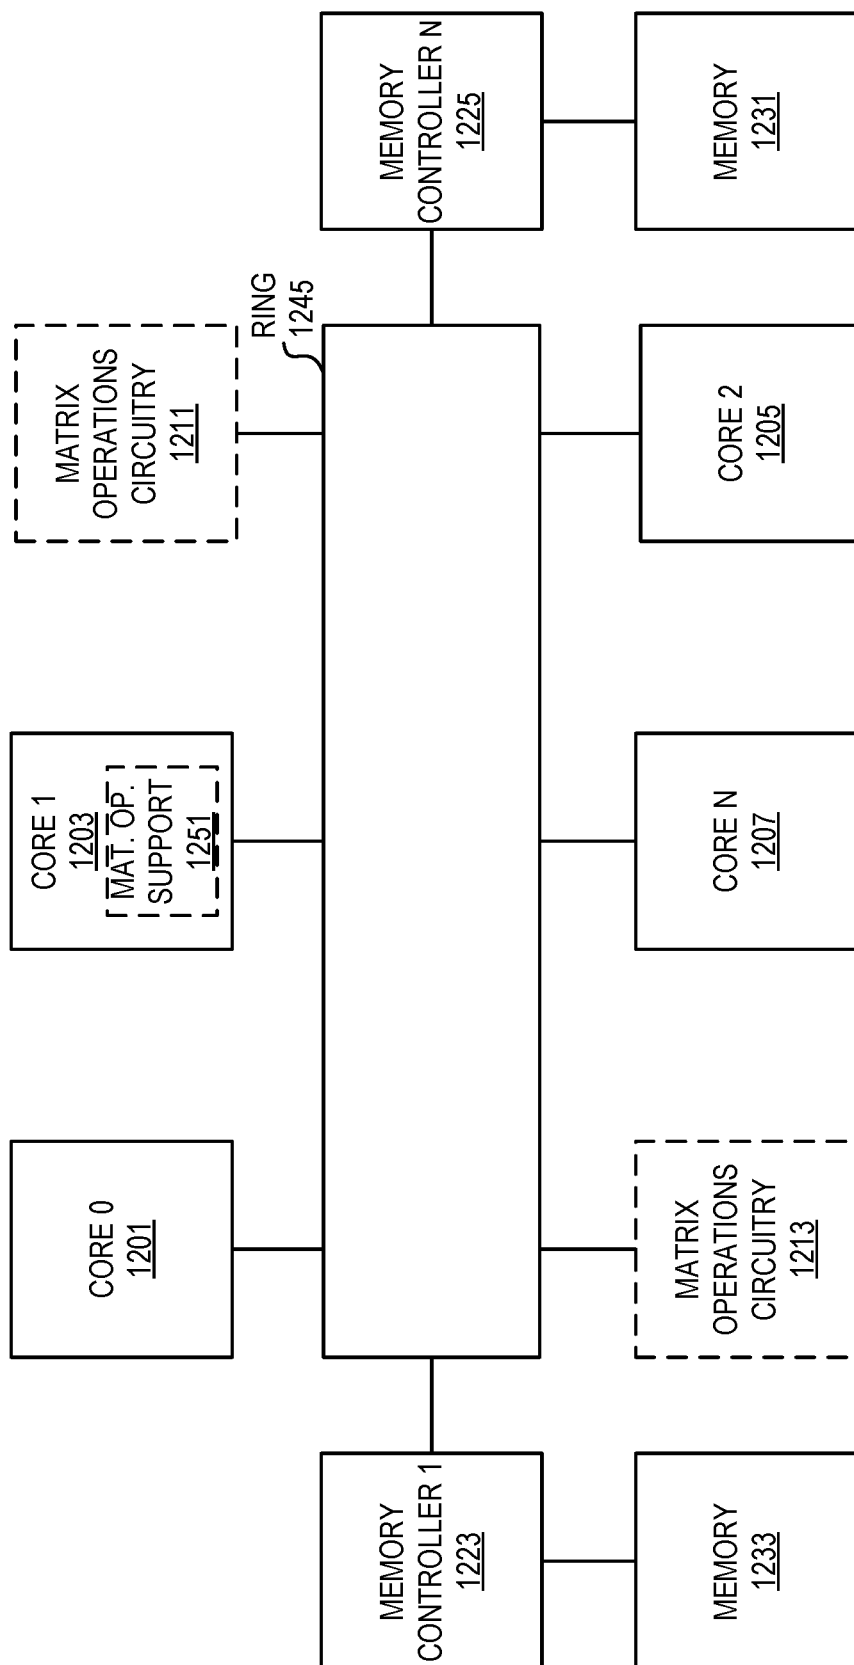 CORE 0
1201
CORE 1
1203
MAT. OP.
SUPPORT
1251
MATRIX
OPERATIONS
CIRCUITRY
1211
RING
1245
MEMORY
CONTROLLER 1
1223
MEMORY
CONTROLLER N
1225
MEMORY
1233
MATRIX
OPERATIONS
CIRCUITRY
1213
CORE N
1207
CORE 2
1205
MEMORY
1231